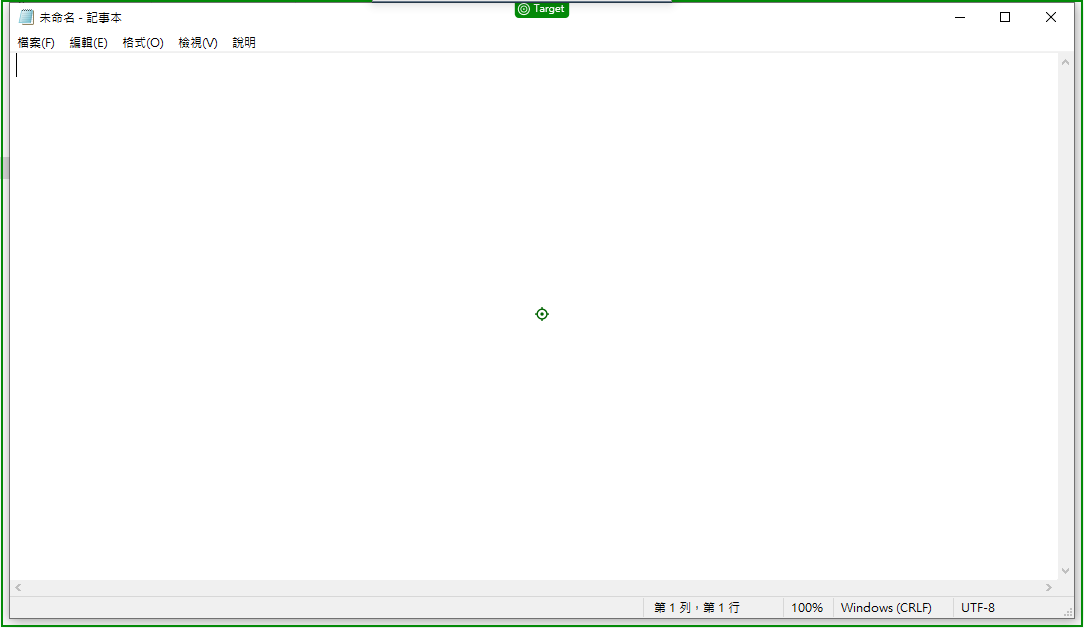 Target
未命名 - 記事本
檔案(F) 編輯(E) 格式(O) 檢視(V) 說明
第 1 列，第 1 行 100% Windows (CRLF) UTF-8